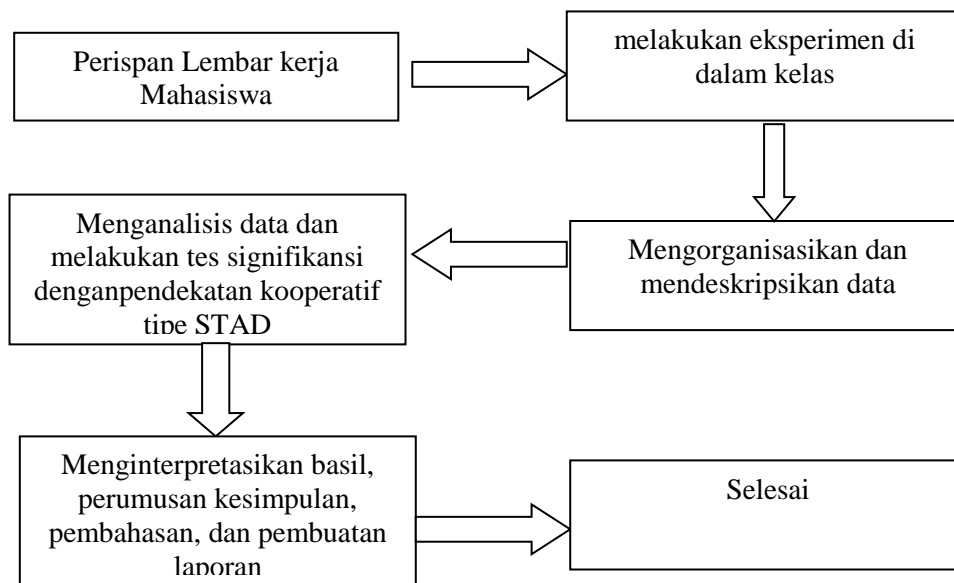 Perispan Lembar kerja
Mahasiswa
melakukan eksperimen di
dalam kelas
Mengorganisasikan dan
mendeskripsikan data
Menganalisis data dan
melakukan tes signifikansi
denganpendekatan kooperatif
tipe STAD
Menginterpretasikan basil,
perumusan kesimpulan,
pembahasan, dan pembuatan
laporan
Selesai